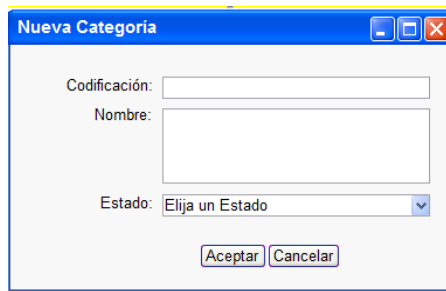 Nueva Categoría
Codificación:
Nombre:
Estado: Elija un Estado
Aceptar Cancelar